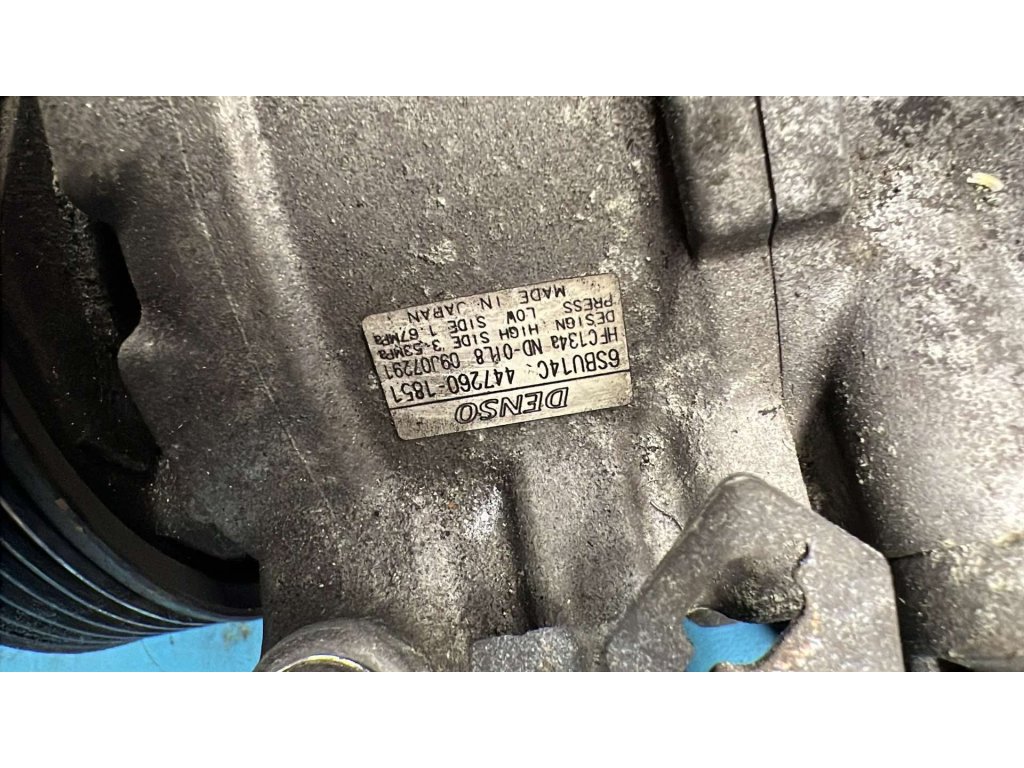 DENSO
6SBU14C 447260-1851
HFC134a ND-OIL8 09J07291
DESIGN HIGH SIDE 3.53MPa
PRESS LOW SIDE 1.67MPa
MADE IN JAPAN